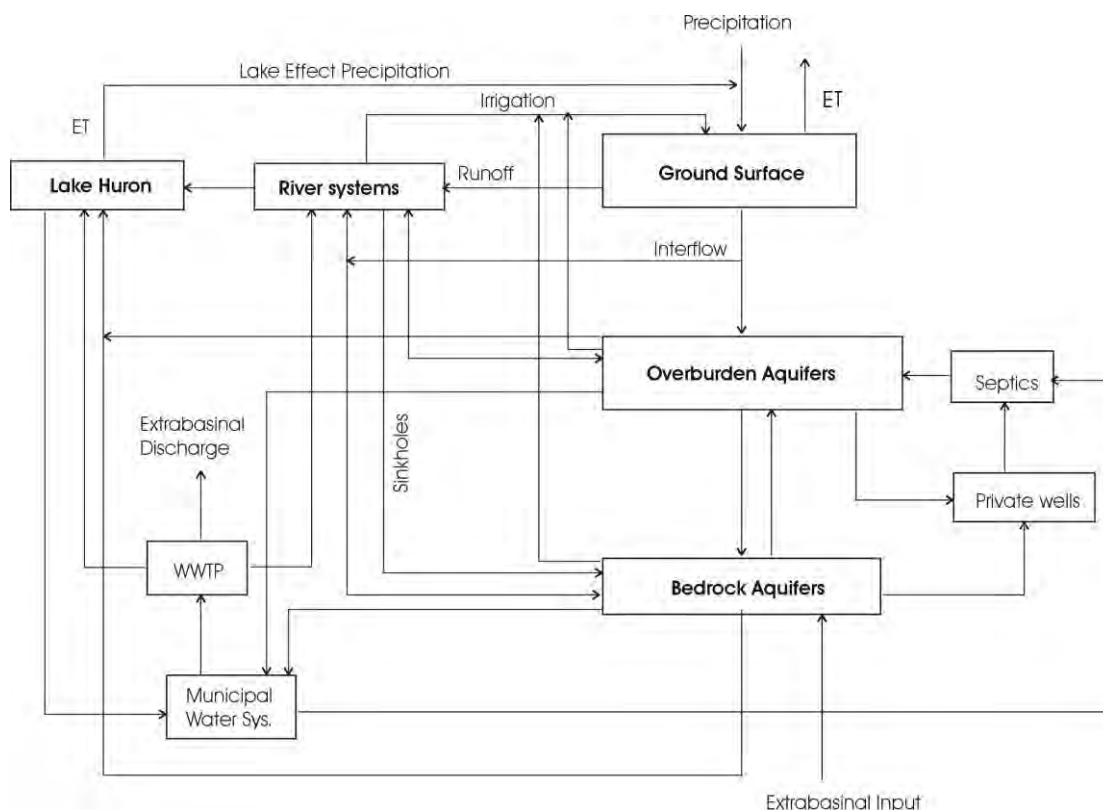 Precipitation
Lake Effect Precipitation
ET
Irrigation
ET
Lake Huron
River systems
Runoff
Ground Surface
Interflow
Overburden Aquifers
Septics
Extrabasinal
Discharge
Sinkholes
Private wells
WWTP
Bedrock Aquifers
Municipal
Water Sys.
Extrabasinal Input